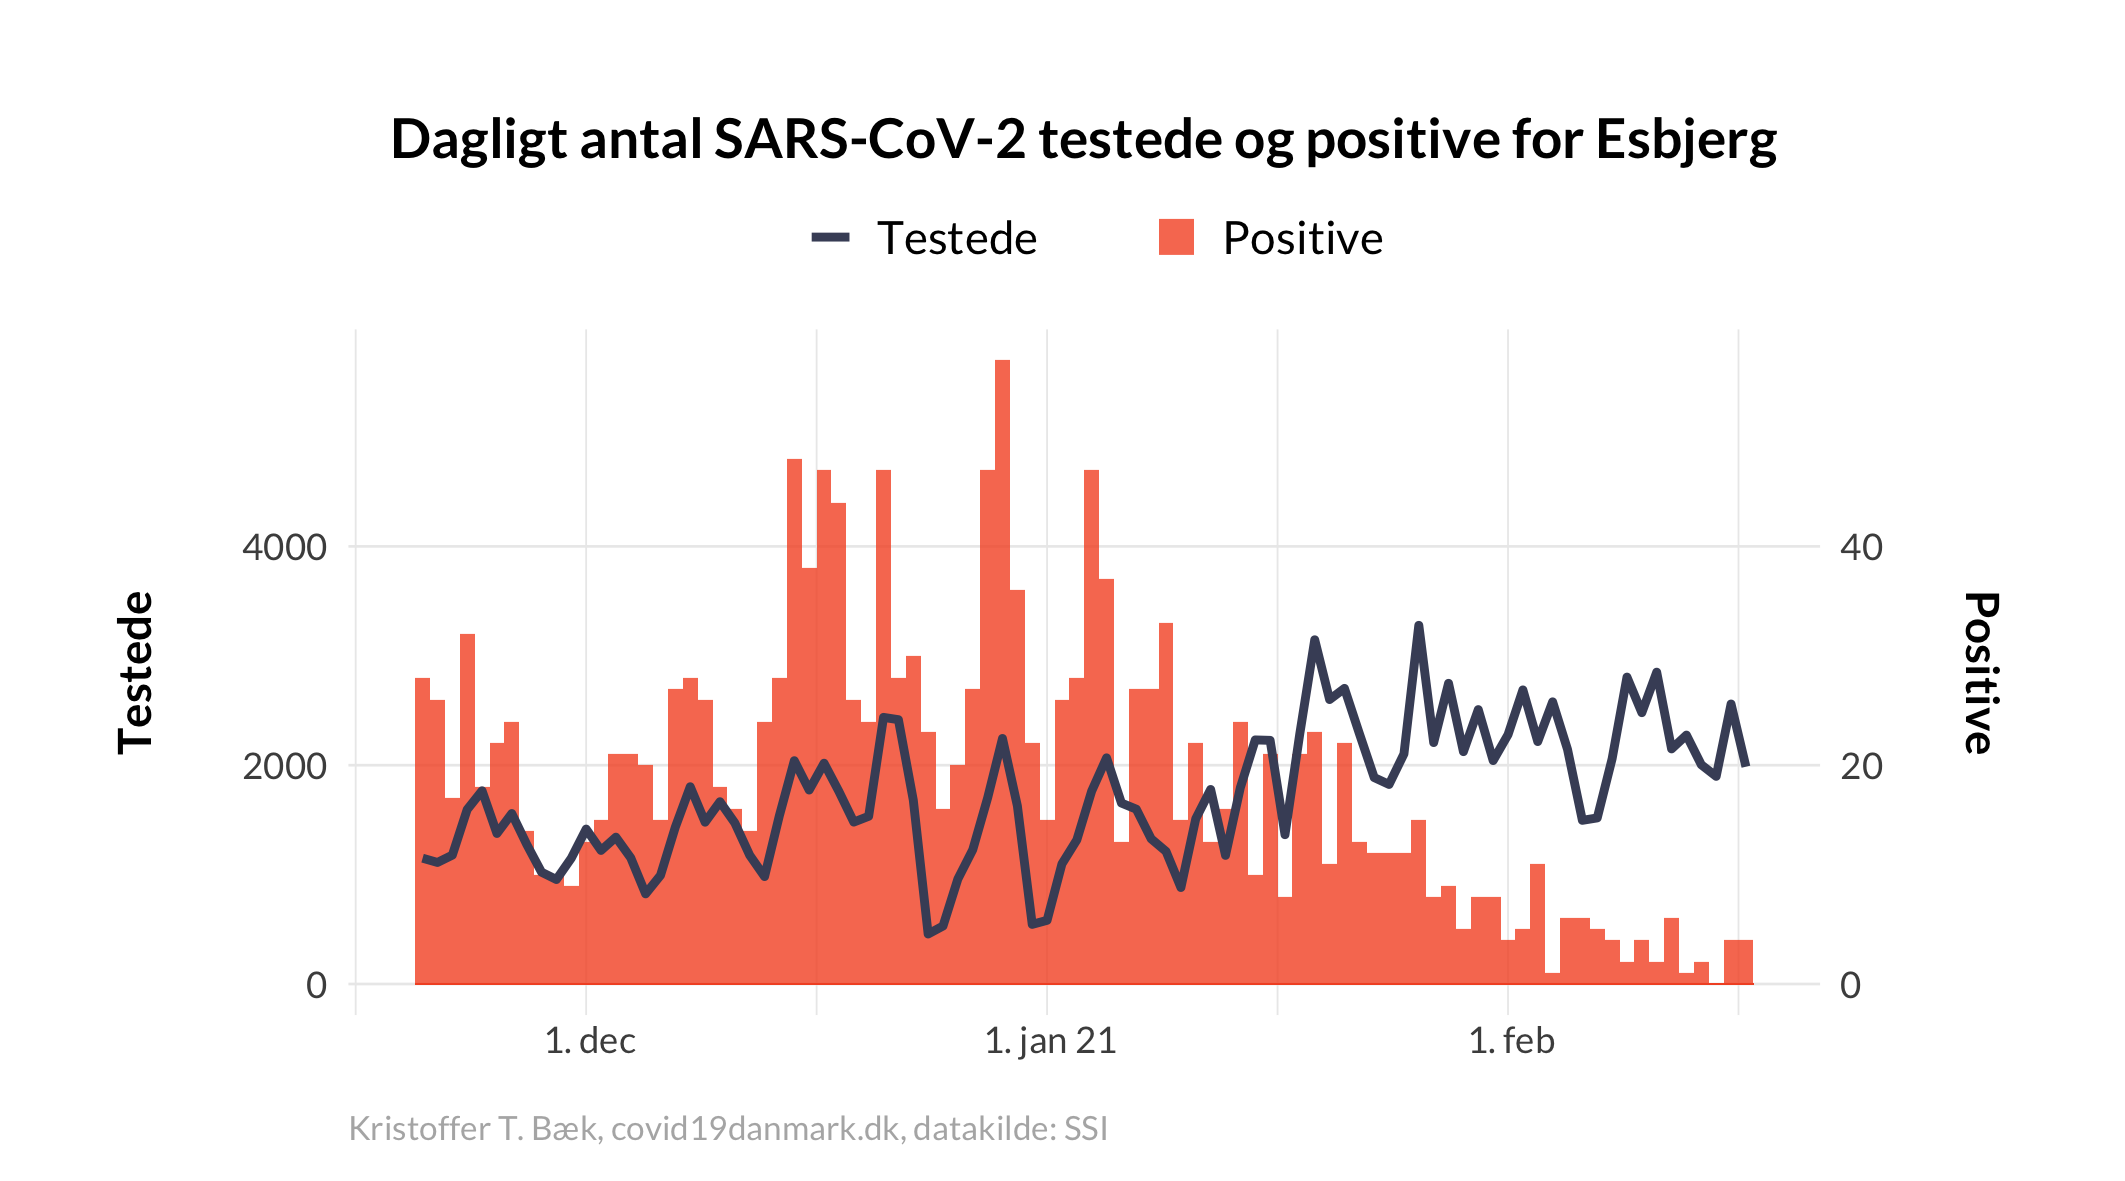 Dagligt antal SARS-CoV-2 testede og positive for Esbjerg
Testede
Positive
4000
2000
0
Testede
40
20
0
Positive
1. dec
1. jan 21
1. feb
Kristoffer T. Bæk, covid19danmark.dk, datakilde: SSI